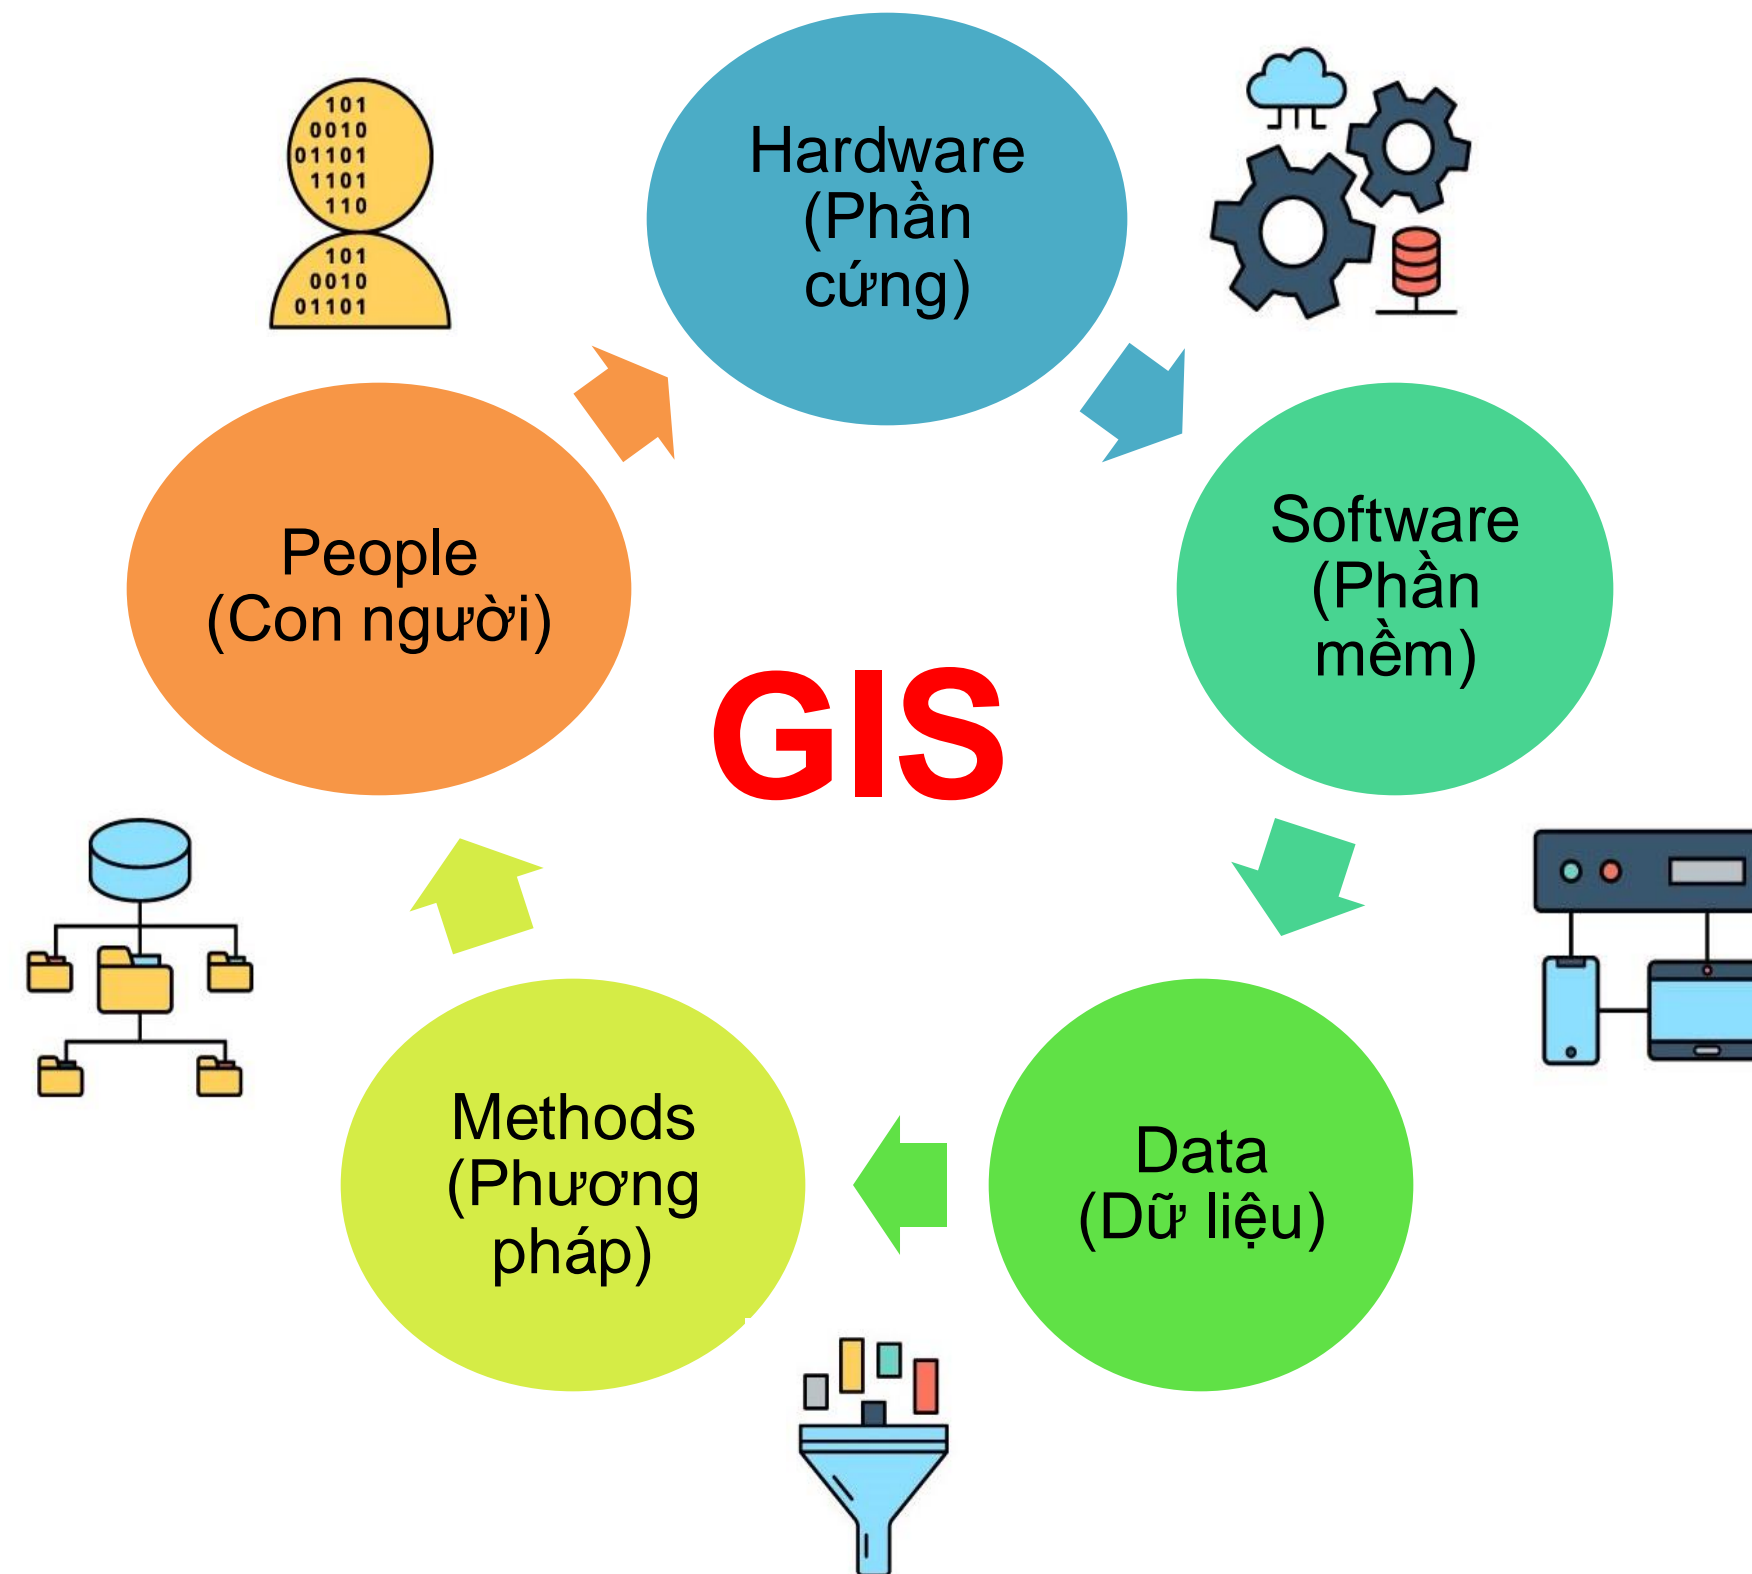 101
0010
01101
1101
110
101
0010
01101
Hardware
(Phần
cứng)
Software
(Phần
mềm)
People
(Con người)
GIS
Methods
(Phương
pháp)
Data
(Dữ liệu)